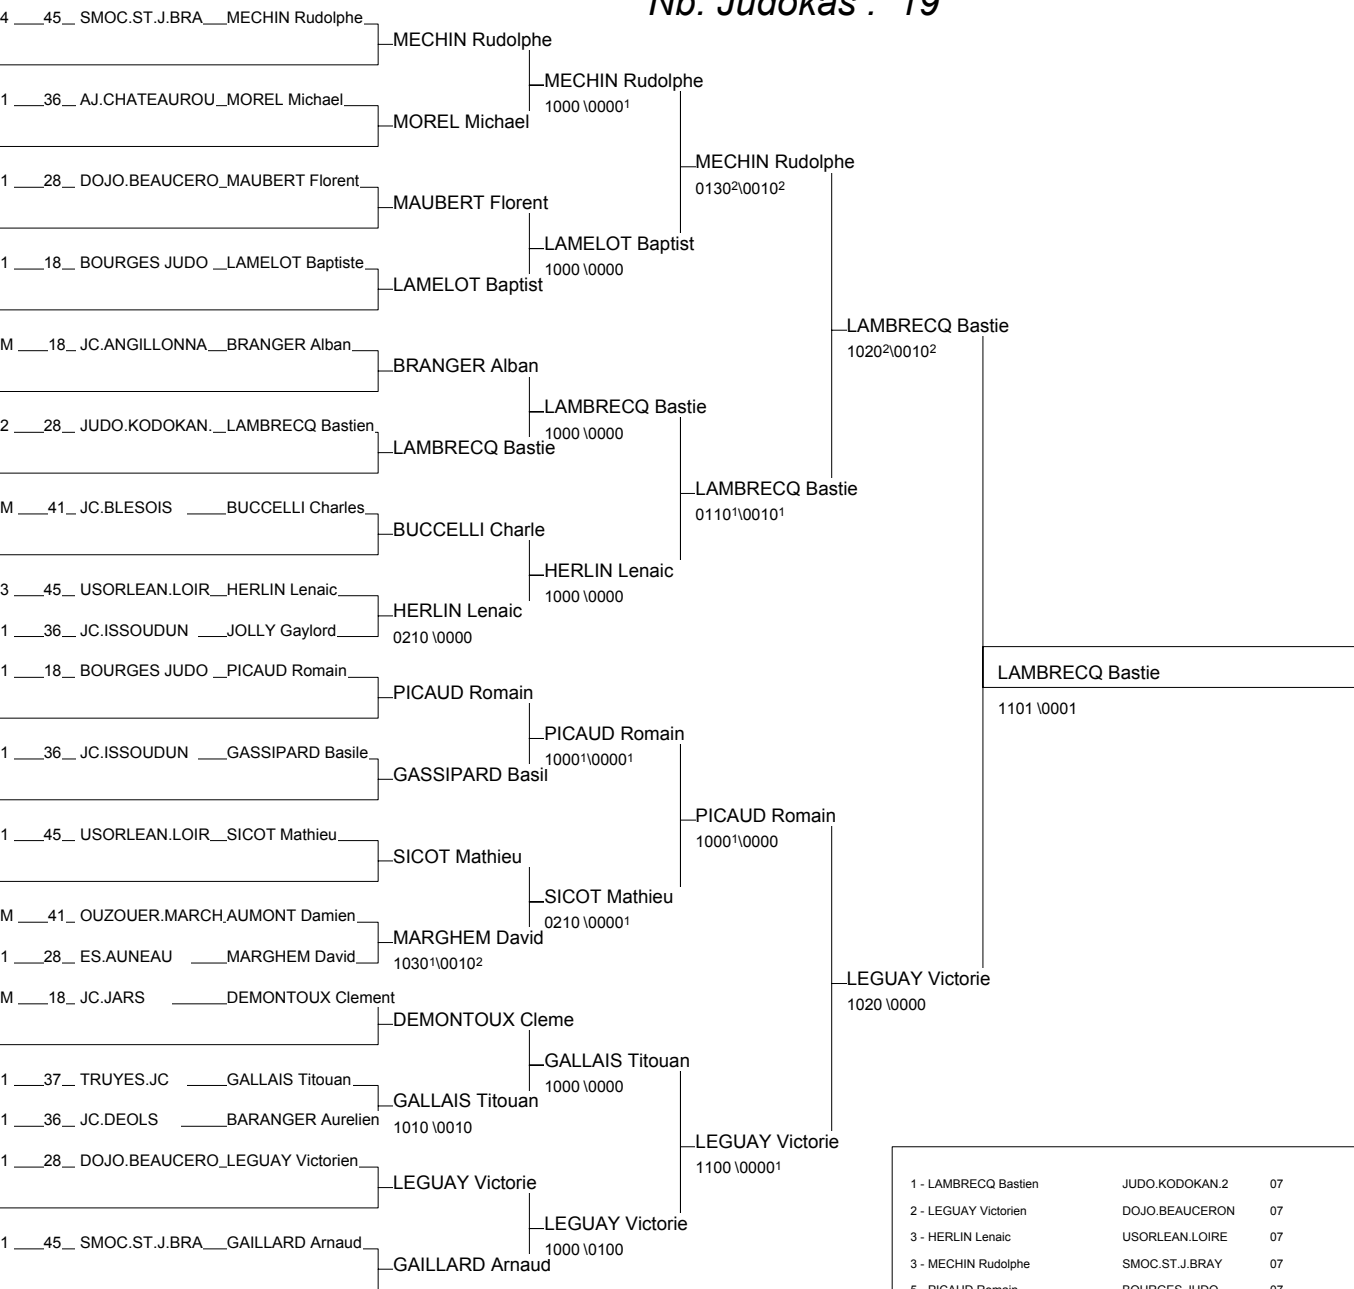 Nb. Judokas : 19
4 45 SMOC.ST.J.BRA MECHIN Rudolphe
MECHIN Rudolphe
MECHIN Rudolphe
1000 \0000¹
1 36 AJ.CHATEAUROU MOREL Michael
MOREL Michael
MECHIN Rudolphe
0130²\0010²
1 28 DOJO.BEAUCERO MAUBERT Florent
MAUBERT Florent
LAMELOT Baptist
1000 \0000
1 18 BOURGES JUDO LAMELOT Baptiste
LAMELOT Baptist
LAMBRECQ Bastie
1020²\0010²
M 18 JC.ANGILLONNA BRANGER Alban
BRANGER Alban
LAMBRECQ Bastie
1000 \0000
2 28 JUDO.KODOKAN. LAMBRECQ Bastien
LAMBRECQ Bastie
LAMBRECQ Bastie
0110¹\0010¹
M 41 JC.BLESOIS BUCCELLI Charles
BUCCELLI Charle
HERLIN Lenaic
1000 \0000
3 45 USORLEAN.LOIR HERLIN Lenaic
HERLIN Lenaic
0210 \0000
1 36 JC.ISSOUDUN JOLLY Gaylord
LAMBRECQ Bastie
1101 \0001
1 18 BOURGES JUDO PICAUD Romain
PICAUD Romain
PICAUD Romain
1000¹\0000¹
1 36 JC.ISSOUDUN GASSIPARD Basile
GASSIPARD Basil
PICAUD Romain
1000¹\0000
1 45 USORLEAN.LOIR SICOT Mathieu
SICOT Mathieu
SICOT Mathieu
0210 \0000¹
M 41 OUZOUER.MARCH AUMONT Damien
MARGHEM David
1030¹\0010²
1 28 ES.AUNEAU MARGHEM David
LEGUAY Victorie
1020 \0000
M 18 JC.JARS DEMONTOUX Clement
DEMONTOUX Cleme
GALLAIS Titouan
1000 \0000
1 37 TRUYES.JC GALLAIS Titouan
GALLAIS Titouan
1010 \0010
1 36 JC.DEOLS BARANGER Aurelien
LEGUAY Victorie
1100 \0000¹
1 28 DOJO.BEAUCERO LEGUAY Victorien
LEGUAY Victorie
LEGUAY Victorie
1000 \0100
1 45 SMOC.ST.J.BRA GAILLARD Arnaud
GAILLARD Arnaud
1 - LAMBRECQ Bastien JUDO.KODOKAN.2 07
2 - LEGUAY Victorien DOJO.BEAUCERON 07
3 - HERLIN Lenaic USORLEAN.LOIRE 07
3 - MECHIN Rudolphe SMOC.ST.J.BRAY 07
5 - PICAUD Romain BOURGES JUDO 07